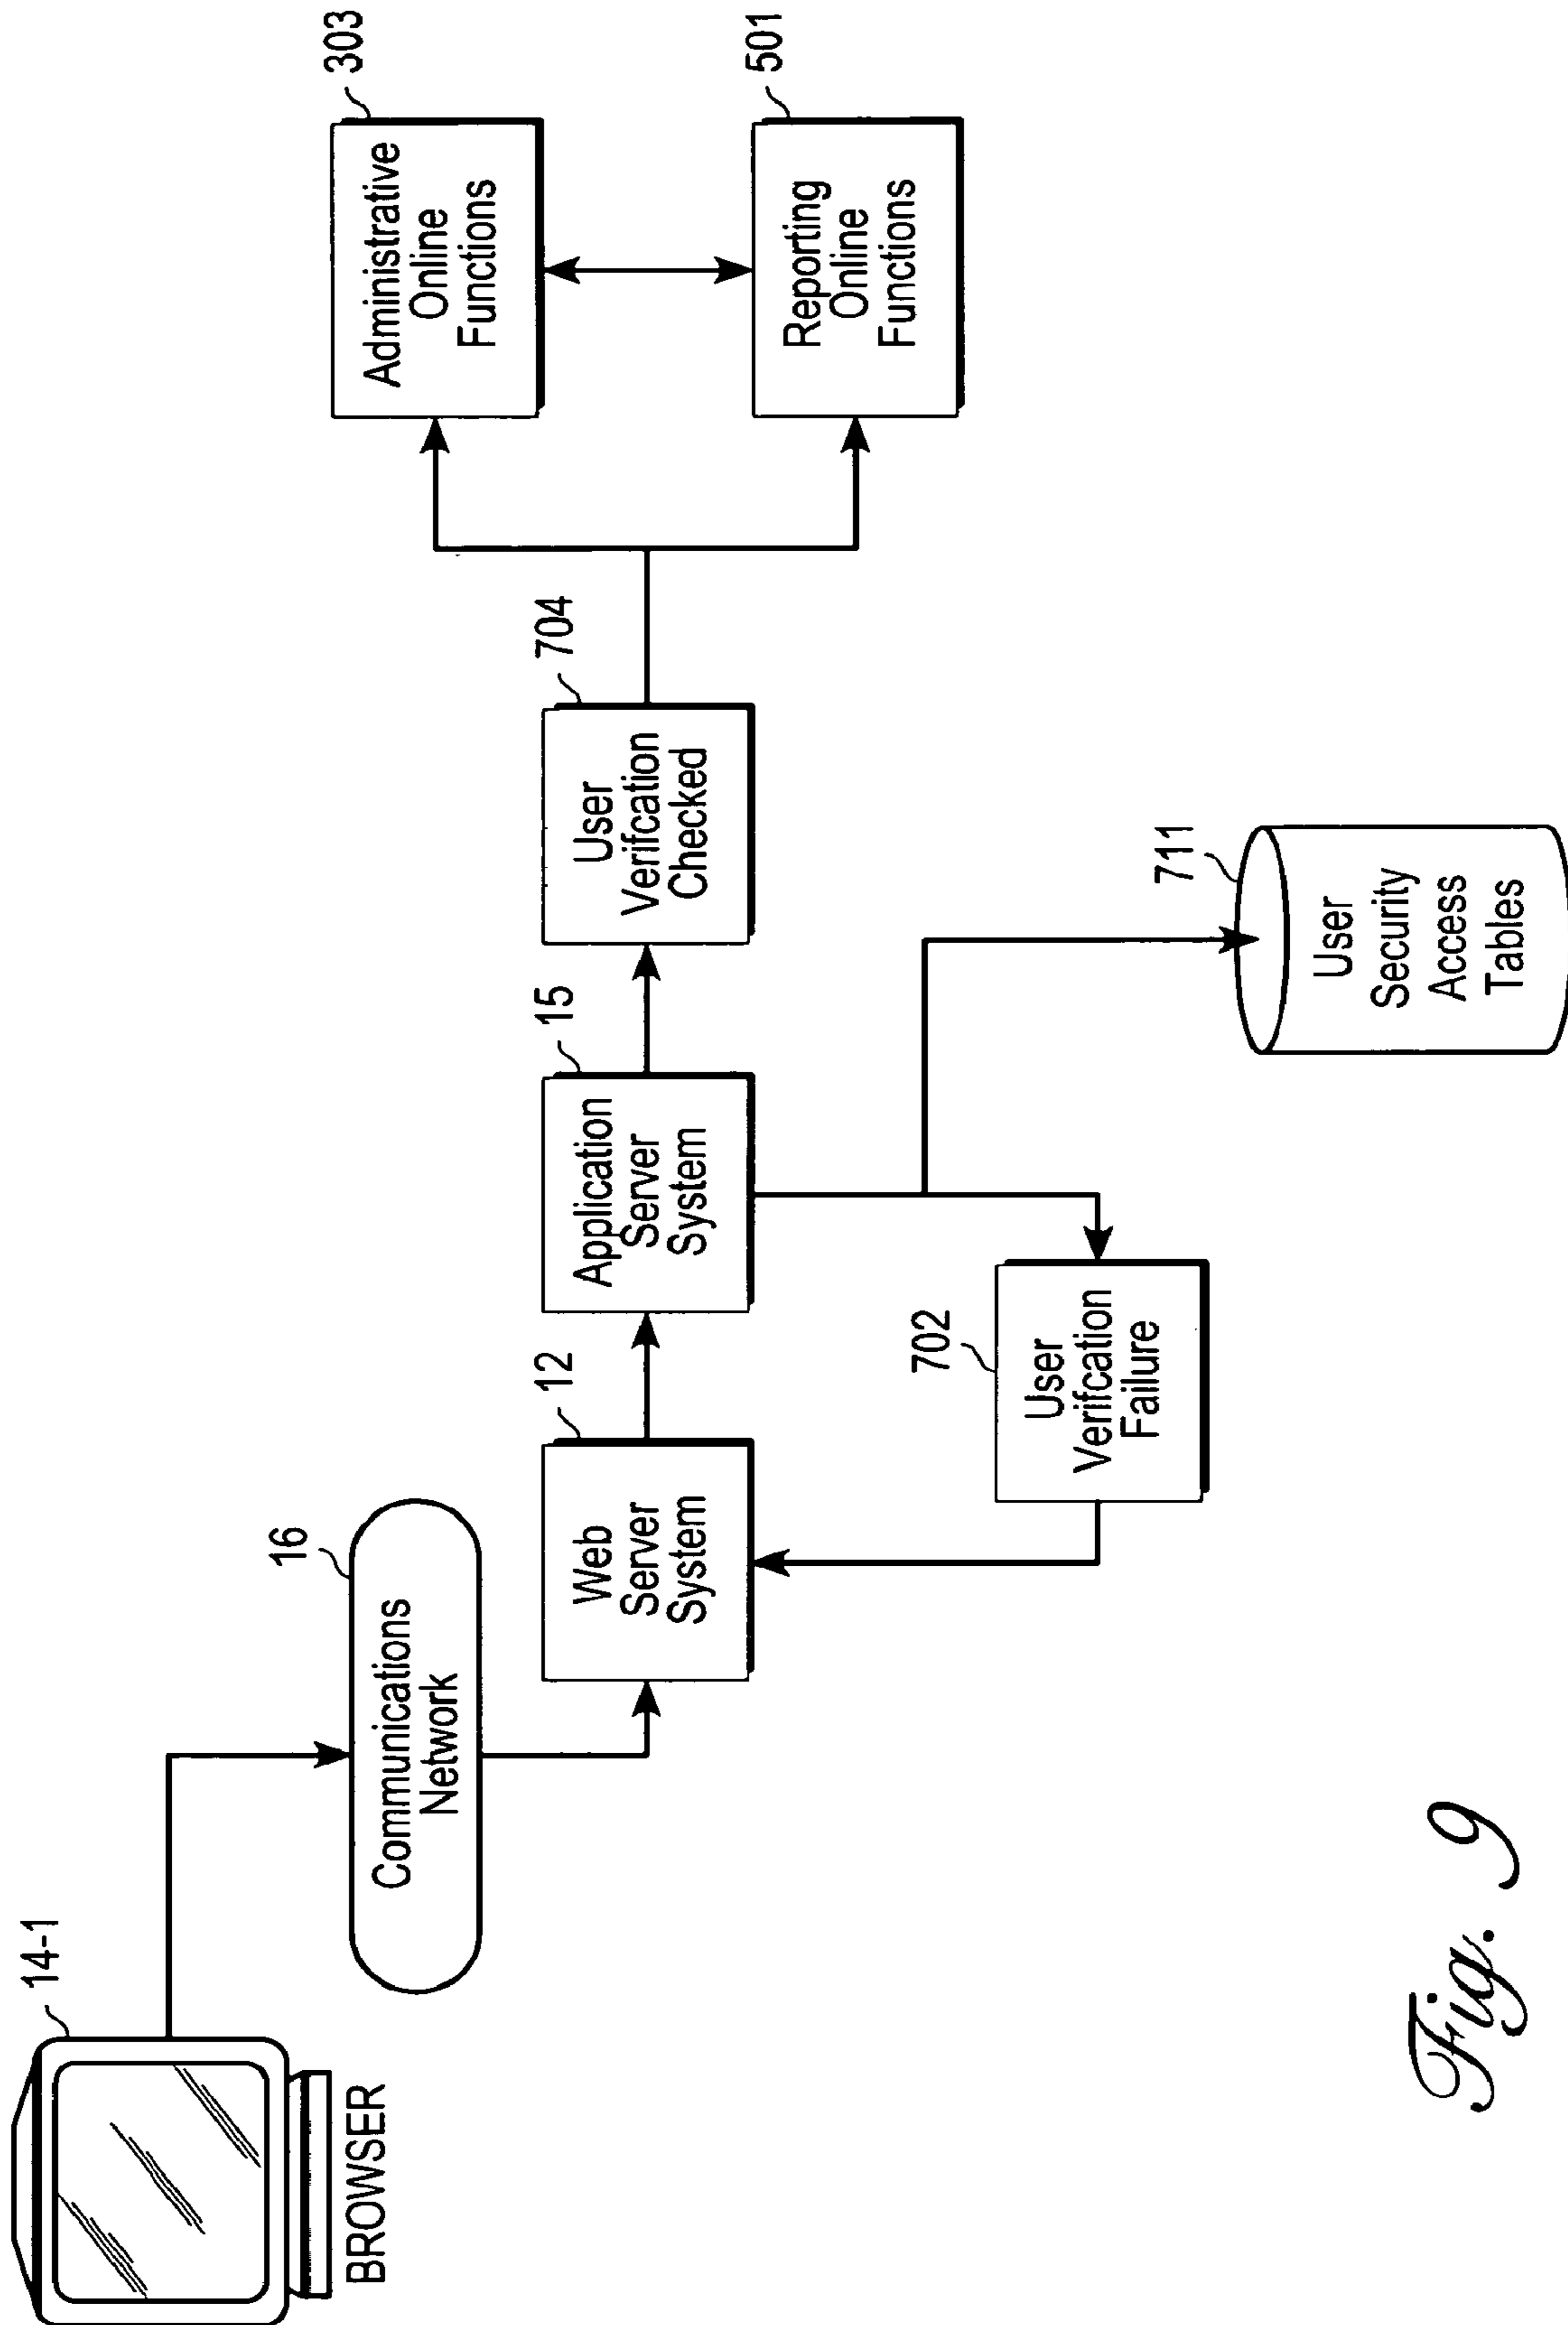 14-1
BROWSER
16
Communications
Network
12
Web
Server
System
15
Application
Server
System
704
User
Verifcation
Checked
303
Administrative
Online
Functions
501
Reporting
Online
Functions
702
User
Verifcation
Failure
711
User
Security
Access
Tables
Fig. 9